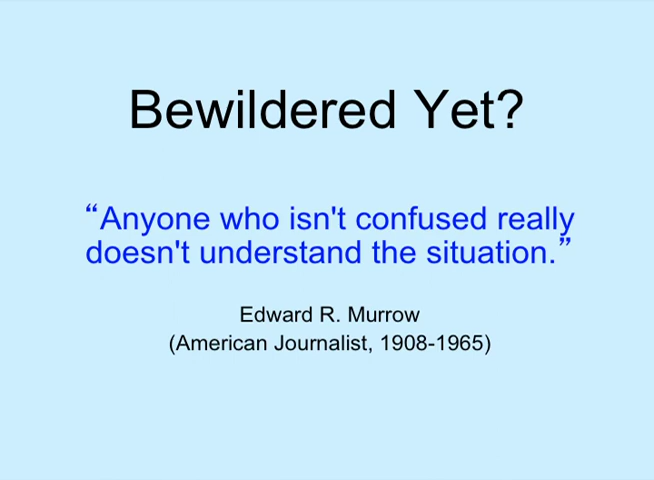 Bewildered Yet?
“Anyone who isn't confused really
doesn't understand the situation.”
Edward R. Murrow
(American Journalist, 1908-1965)